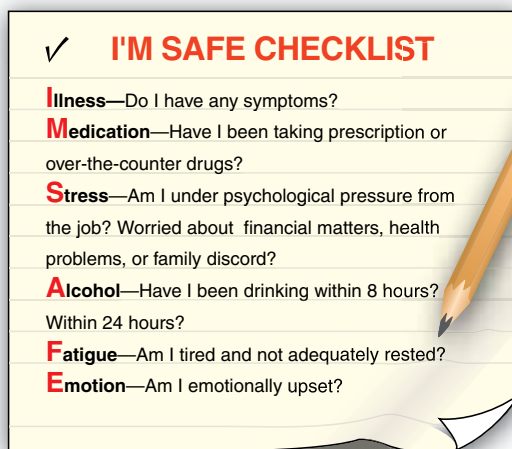 ✓ I'M SAFE CHECKLIST
Illness—Do I have any symptoms?
Medication—Have I been taking prescription or
over-the-counter drugs?
Stress—Am I under psychological pressure from
the job? Worried about financial matters, health
problems, or family discord?
Alcohol—Have I been drinking within 8 hours?
Within 24 hours?
Fatigue—Am I tired and not adequately rested?
Emotion—Am I emotionally upset?